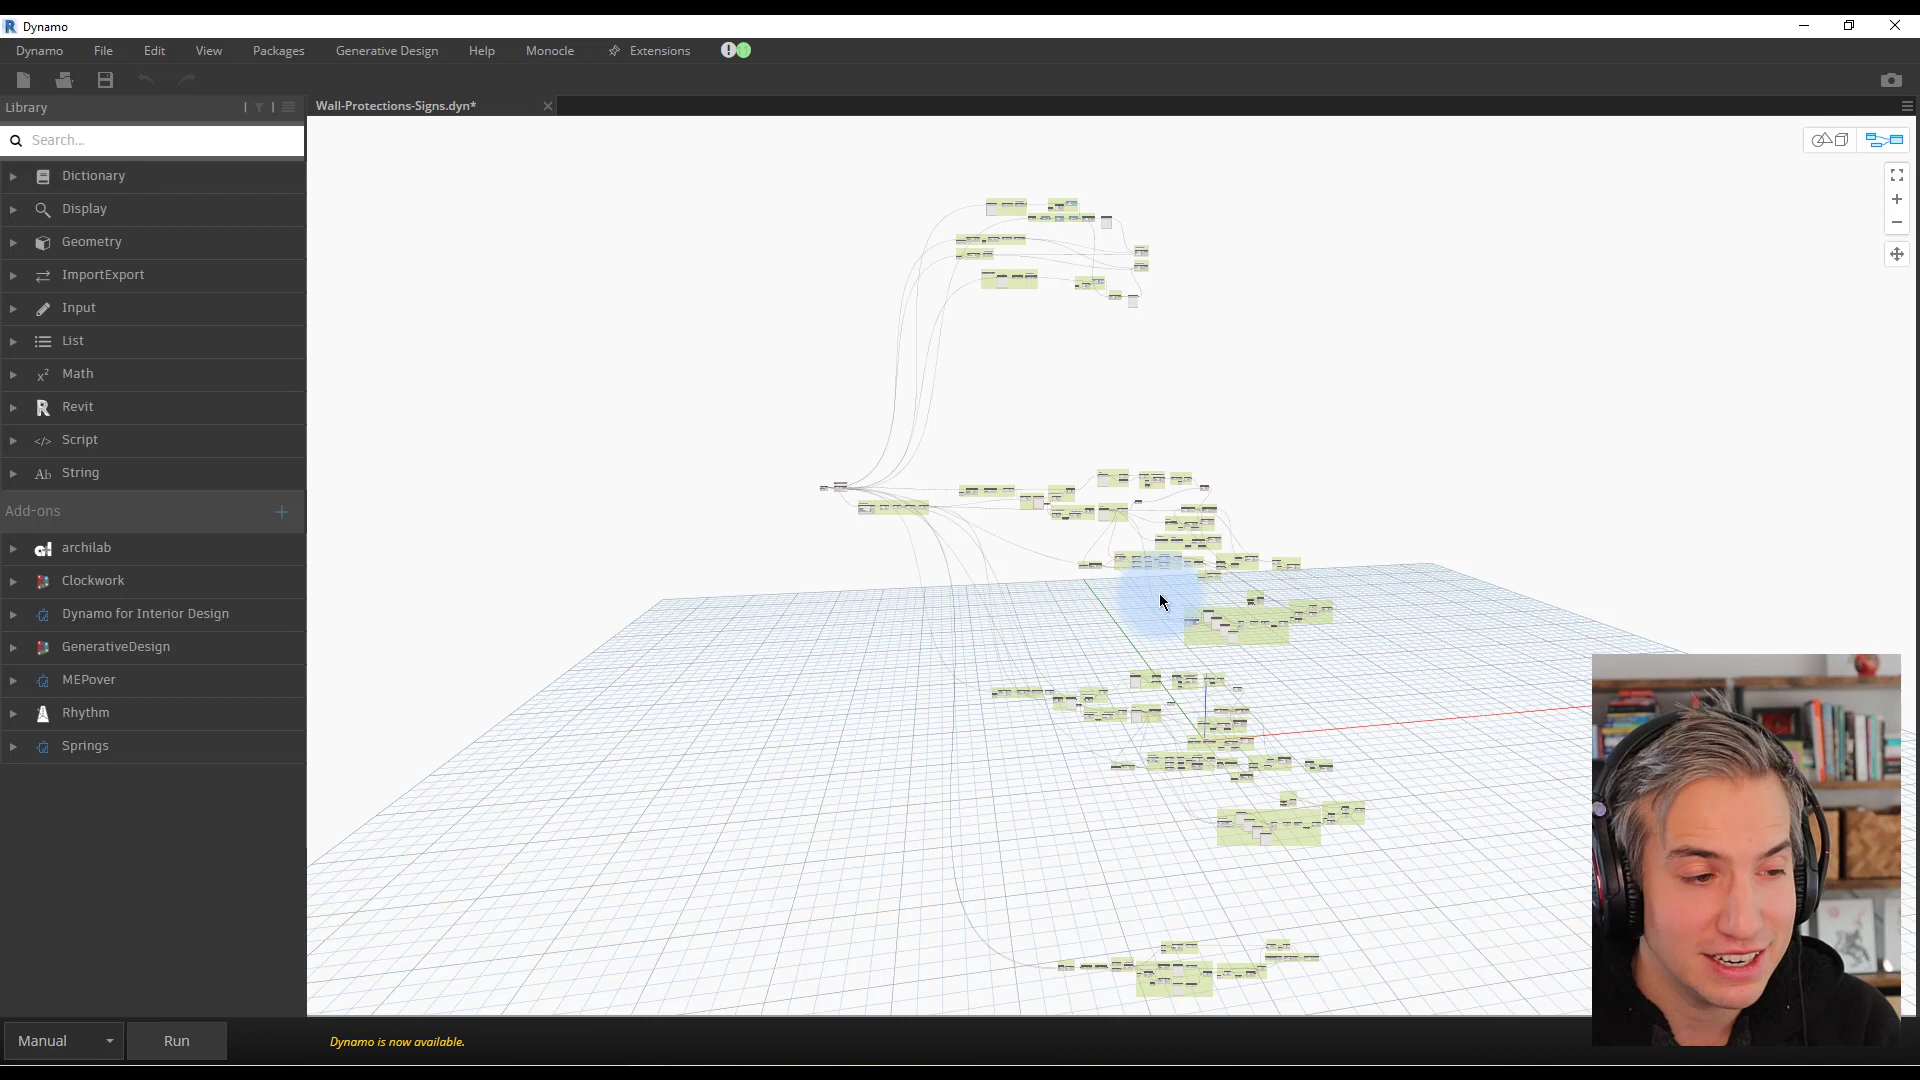 Dynamo
Dynamo File Edit View Packages Generative Design Help Monocle Extensions
Library
Wall-Protections-Signs.dyn*
Search...
Dictionary
Display
Geometry
ImportExport
Input
List
Math
Revit
Script
String
Add-ons
archilab
Clockwork
Dynamo for Interior Design
GenerativeDesign
MEPover
Rhythm
Springs
Manual
Run
Dynamo is now available.